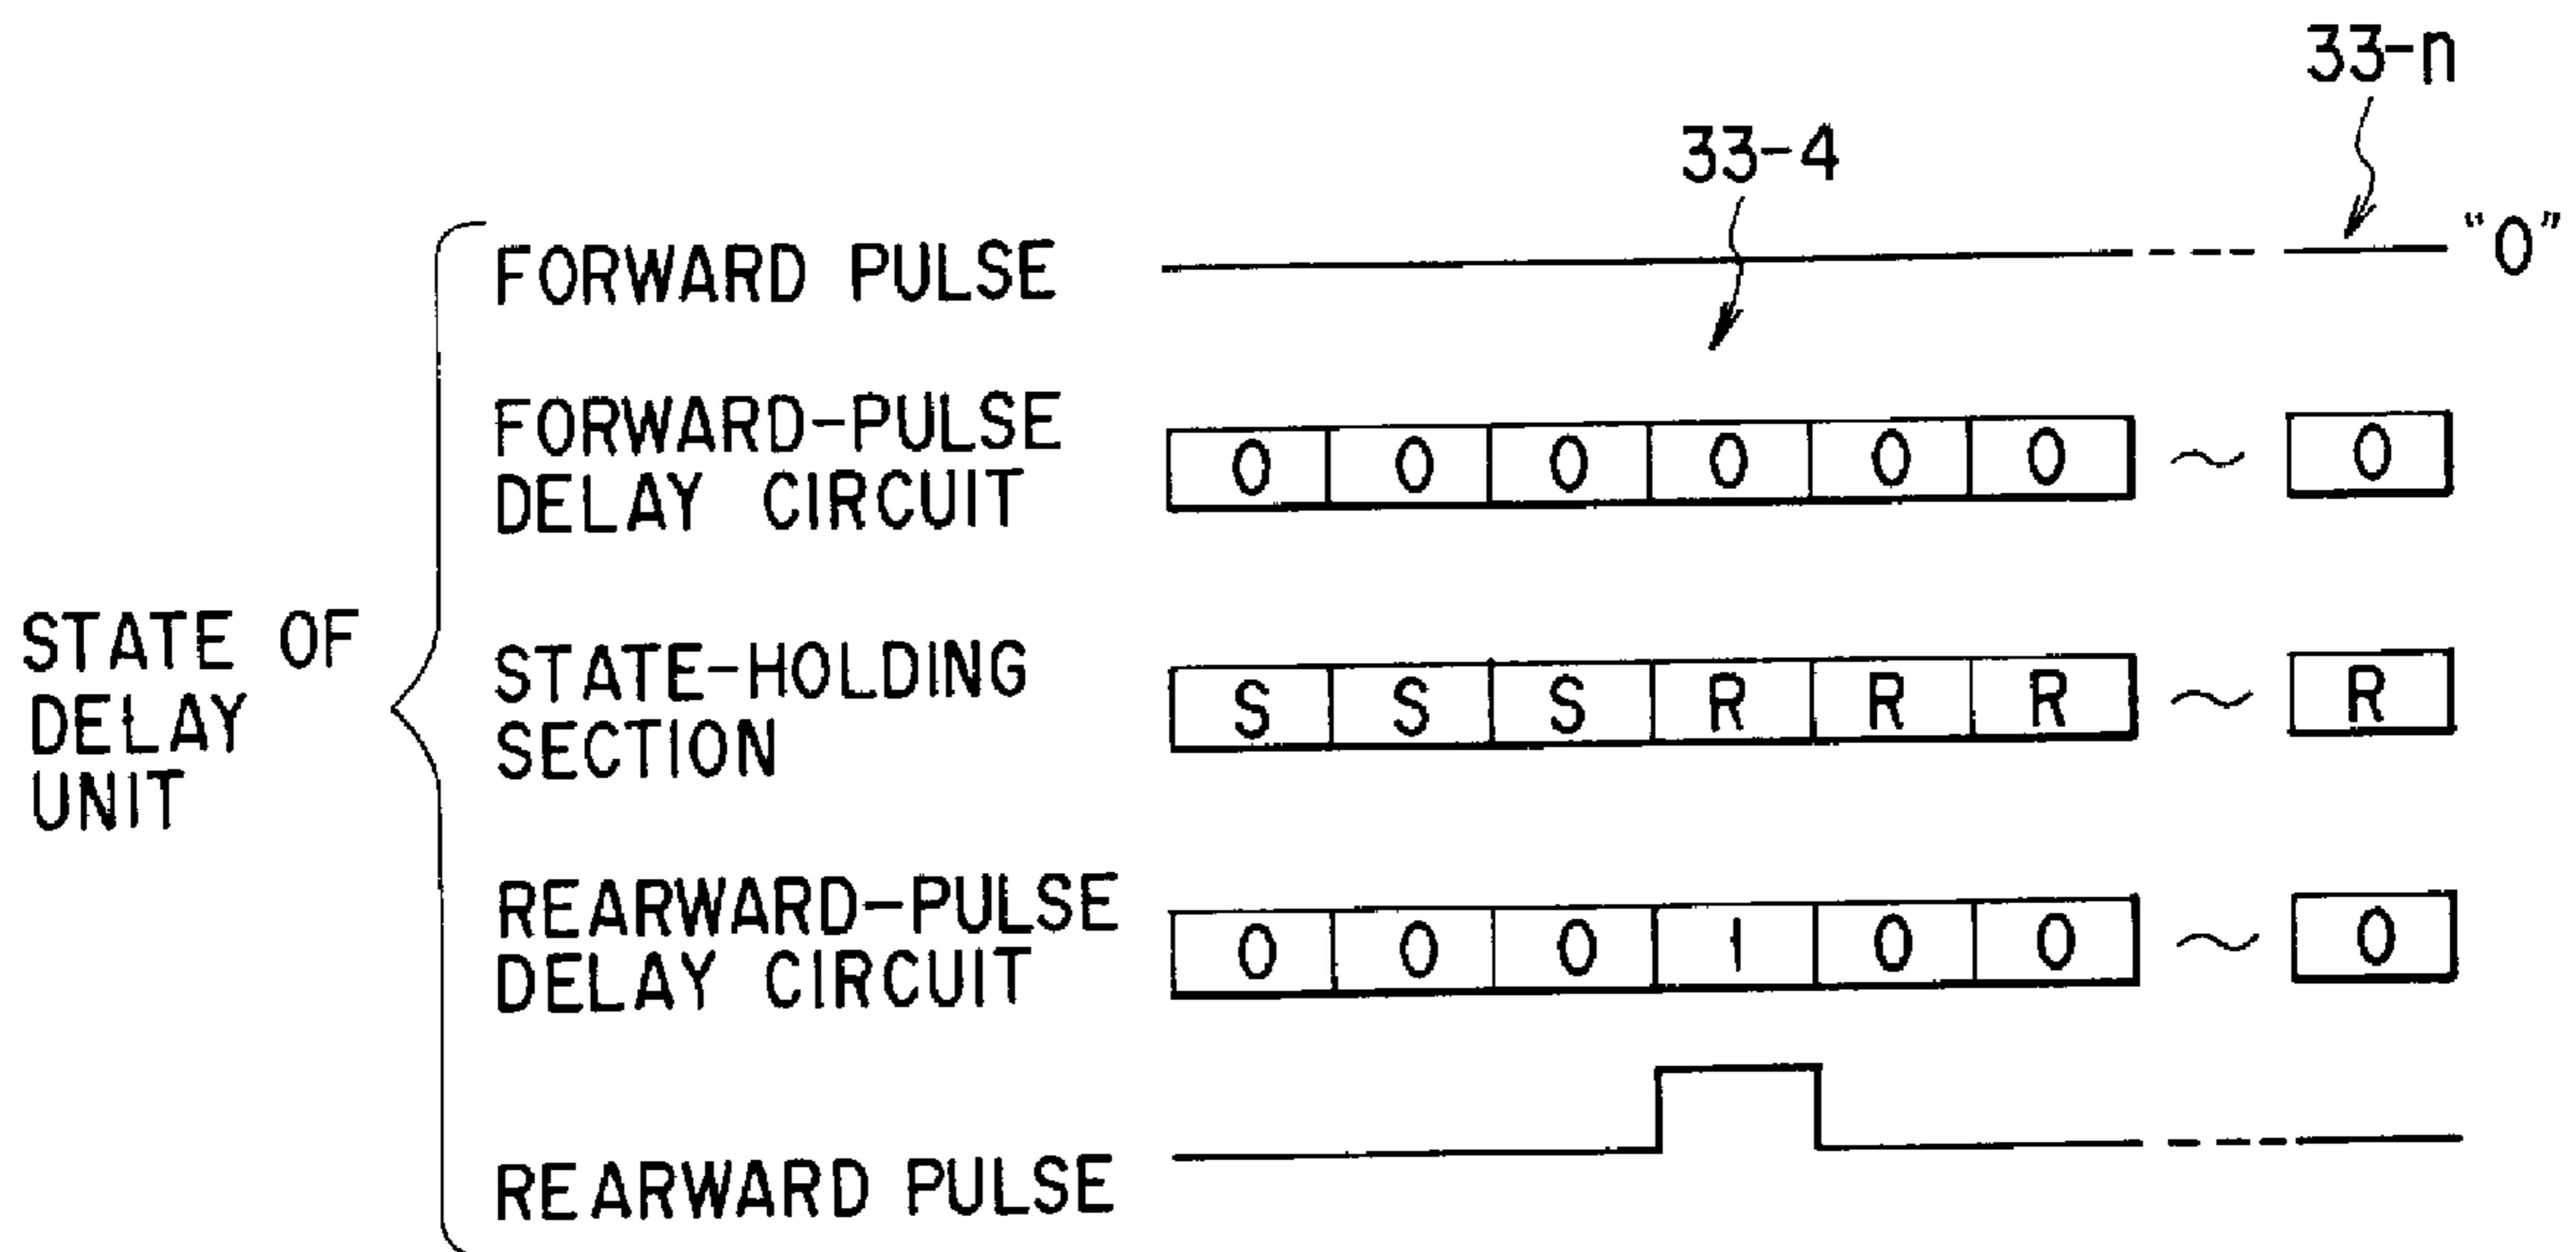 33-n
33-4
"0"
FORWARD PULSE
FORWARD-PULSE
DELAY CIRCUIT
0 0 0 0 0 0 ~ 0
STATE OF
DELAY
UNIT
STATE-HOLDING
SECTION
S S S R R R ~ R
REARWARD-PULSE
DELAY CIRCUIT
0 0 0 1 0 0 ~ 0
REARWARD PULSE